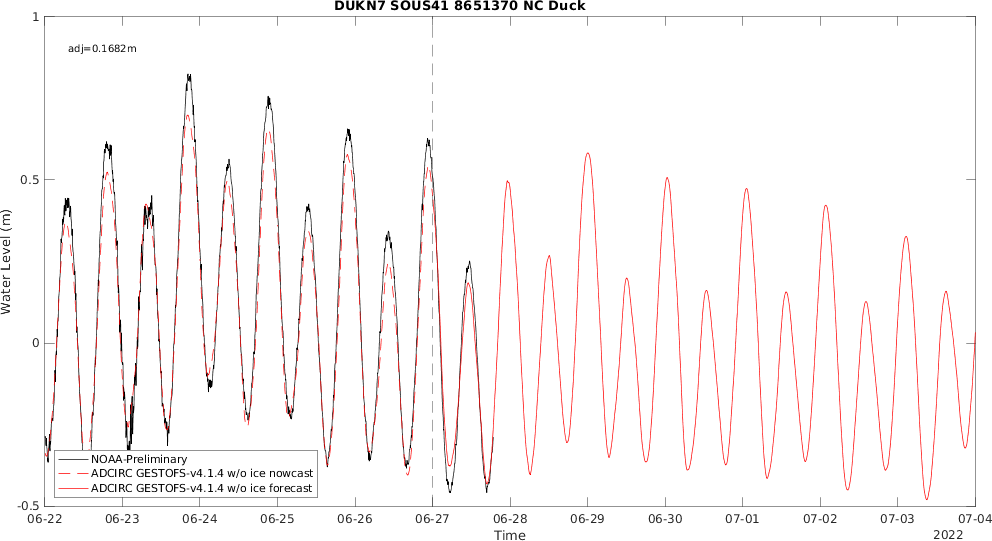 DUKN7 SOUS41 8651370 NC Duck
adj=0.1682m
1
0.5
0
-0.5
Water Level (m)
NOAA-Preliminary
ADCIRC GESTOFS-v4.1.4 w/o ice nowcast
ADCIRC GESTOFS-v4.1.4 w/o ice forecast
06-22 06-23 06-24 06-25 06-26 06-27 06-28 06-29 06-30 07-01 07-02 07-03 07-04
Time
2022